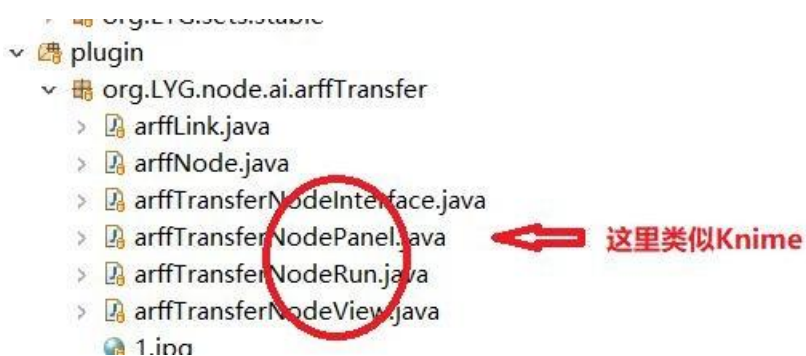 plugin
org.LYG.node.ai.arffTransfer
arffLink.java
arffNode.java
arffTransferNodeInterface.java
arffTransferNodePanel.java
这里类似Knime
arffTransferNodeRun.java
arffTransferNodeView.java
1.jpg